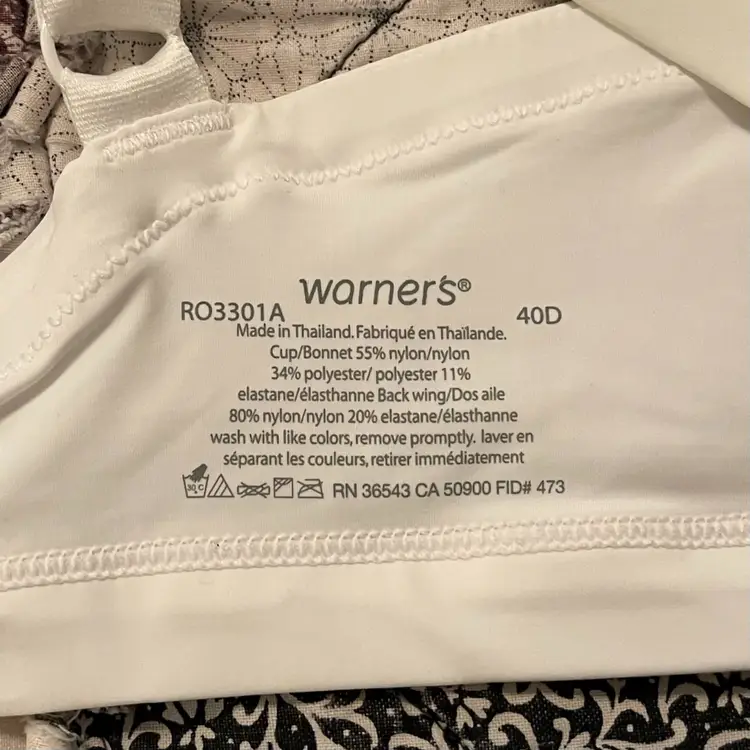 warner's®
RO3301A 40D
Made in Thailand. Fabriqué en Thaïlande.
Cup/Bonnet 55% nylon/nylon
34% polyester/ polyester 11%
elastane/élasthanne Back wing/Dos aile
80% nylon/nylon 20% elastane/élasthanne
wash with like colors, remove promptly. laver en
séparant les couleurs, retirer immédiatement
30°C RN 36543 CA 50900 FID# 473